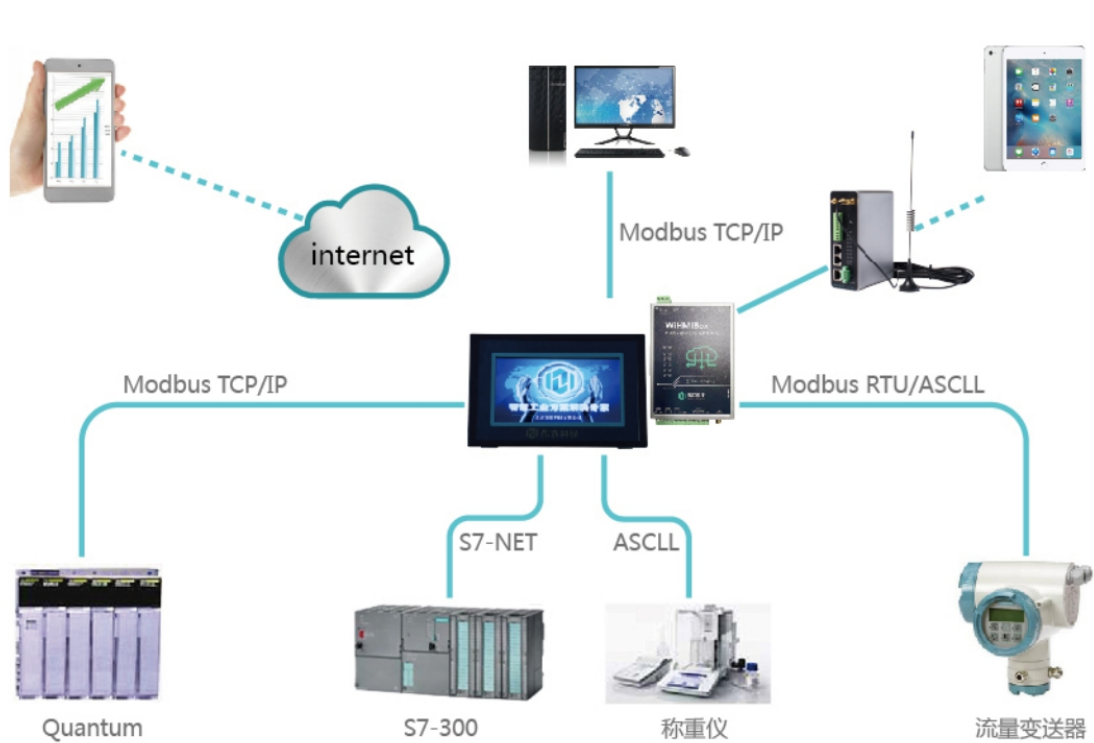 Modbus TCP/IP
internet
WiHMIBox
Modbus TCP/IP
Modbus RTU/ASCLL
S7-NET
ASCLL
Quantum
S7-300
称重仪
流量变送器